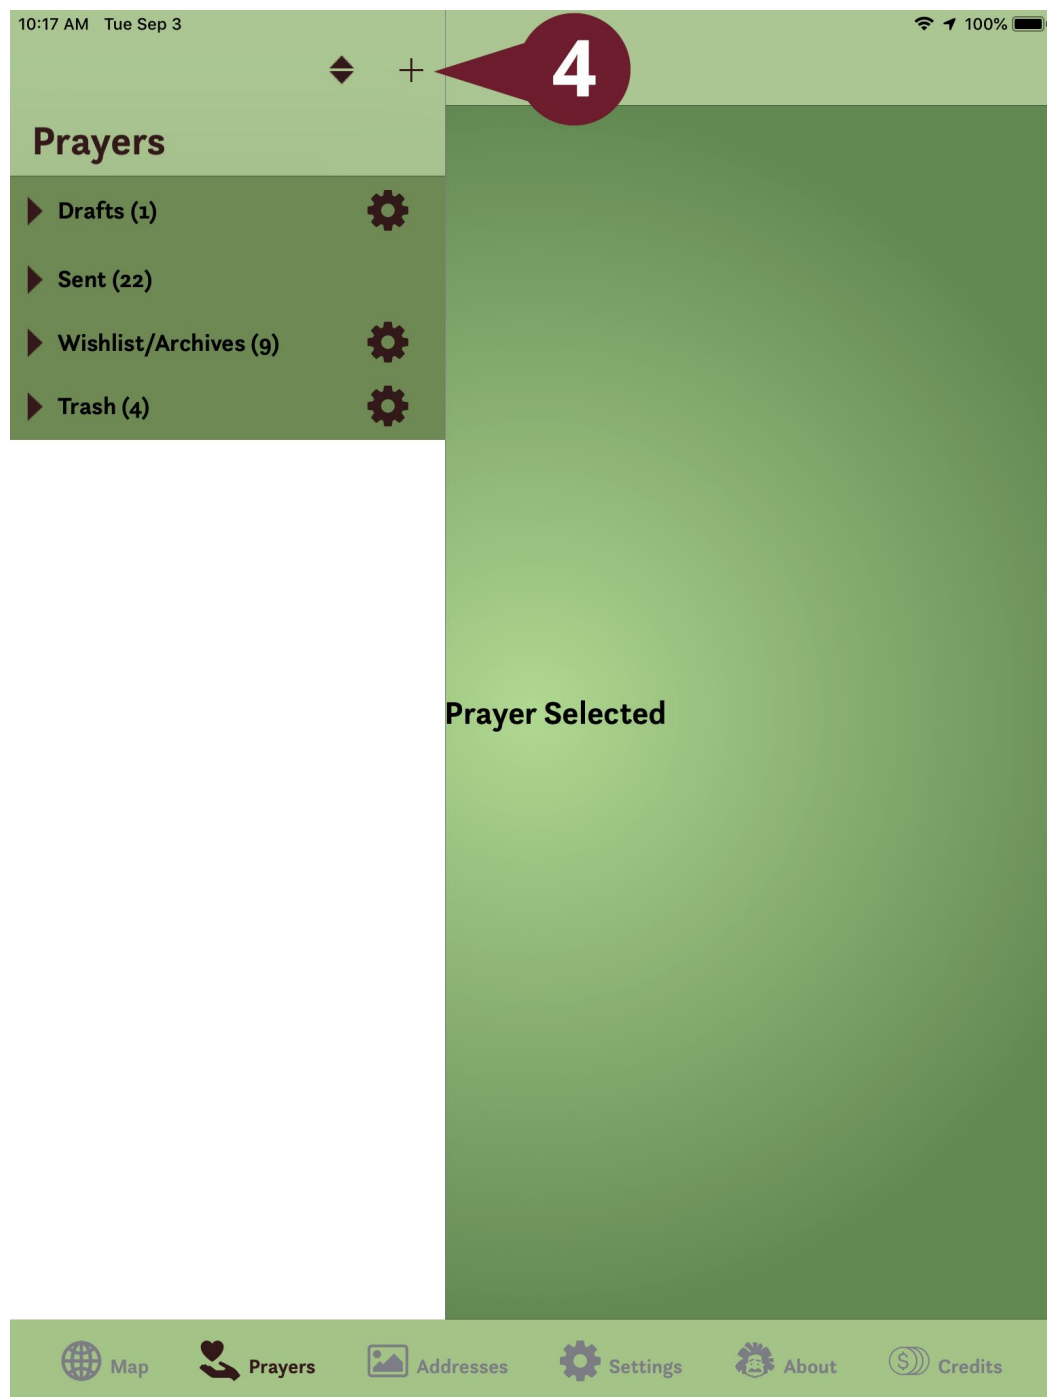 10:17 AM Tue Sep 3
100%
4
Prayers
Drafts (1)
Sent (22)
Wishlist/Archives (9)
Trash (4)
Prayer Selected
Map Prayers Addresses Settings About Credits